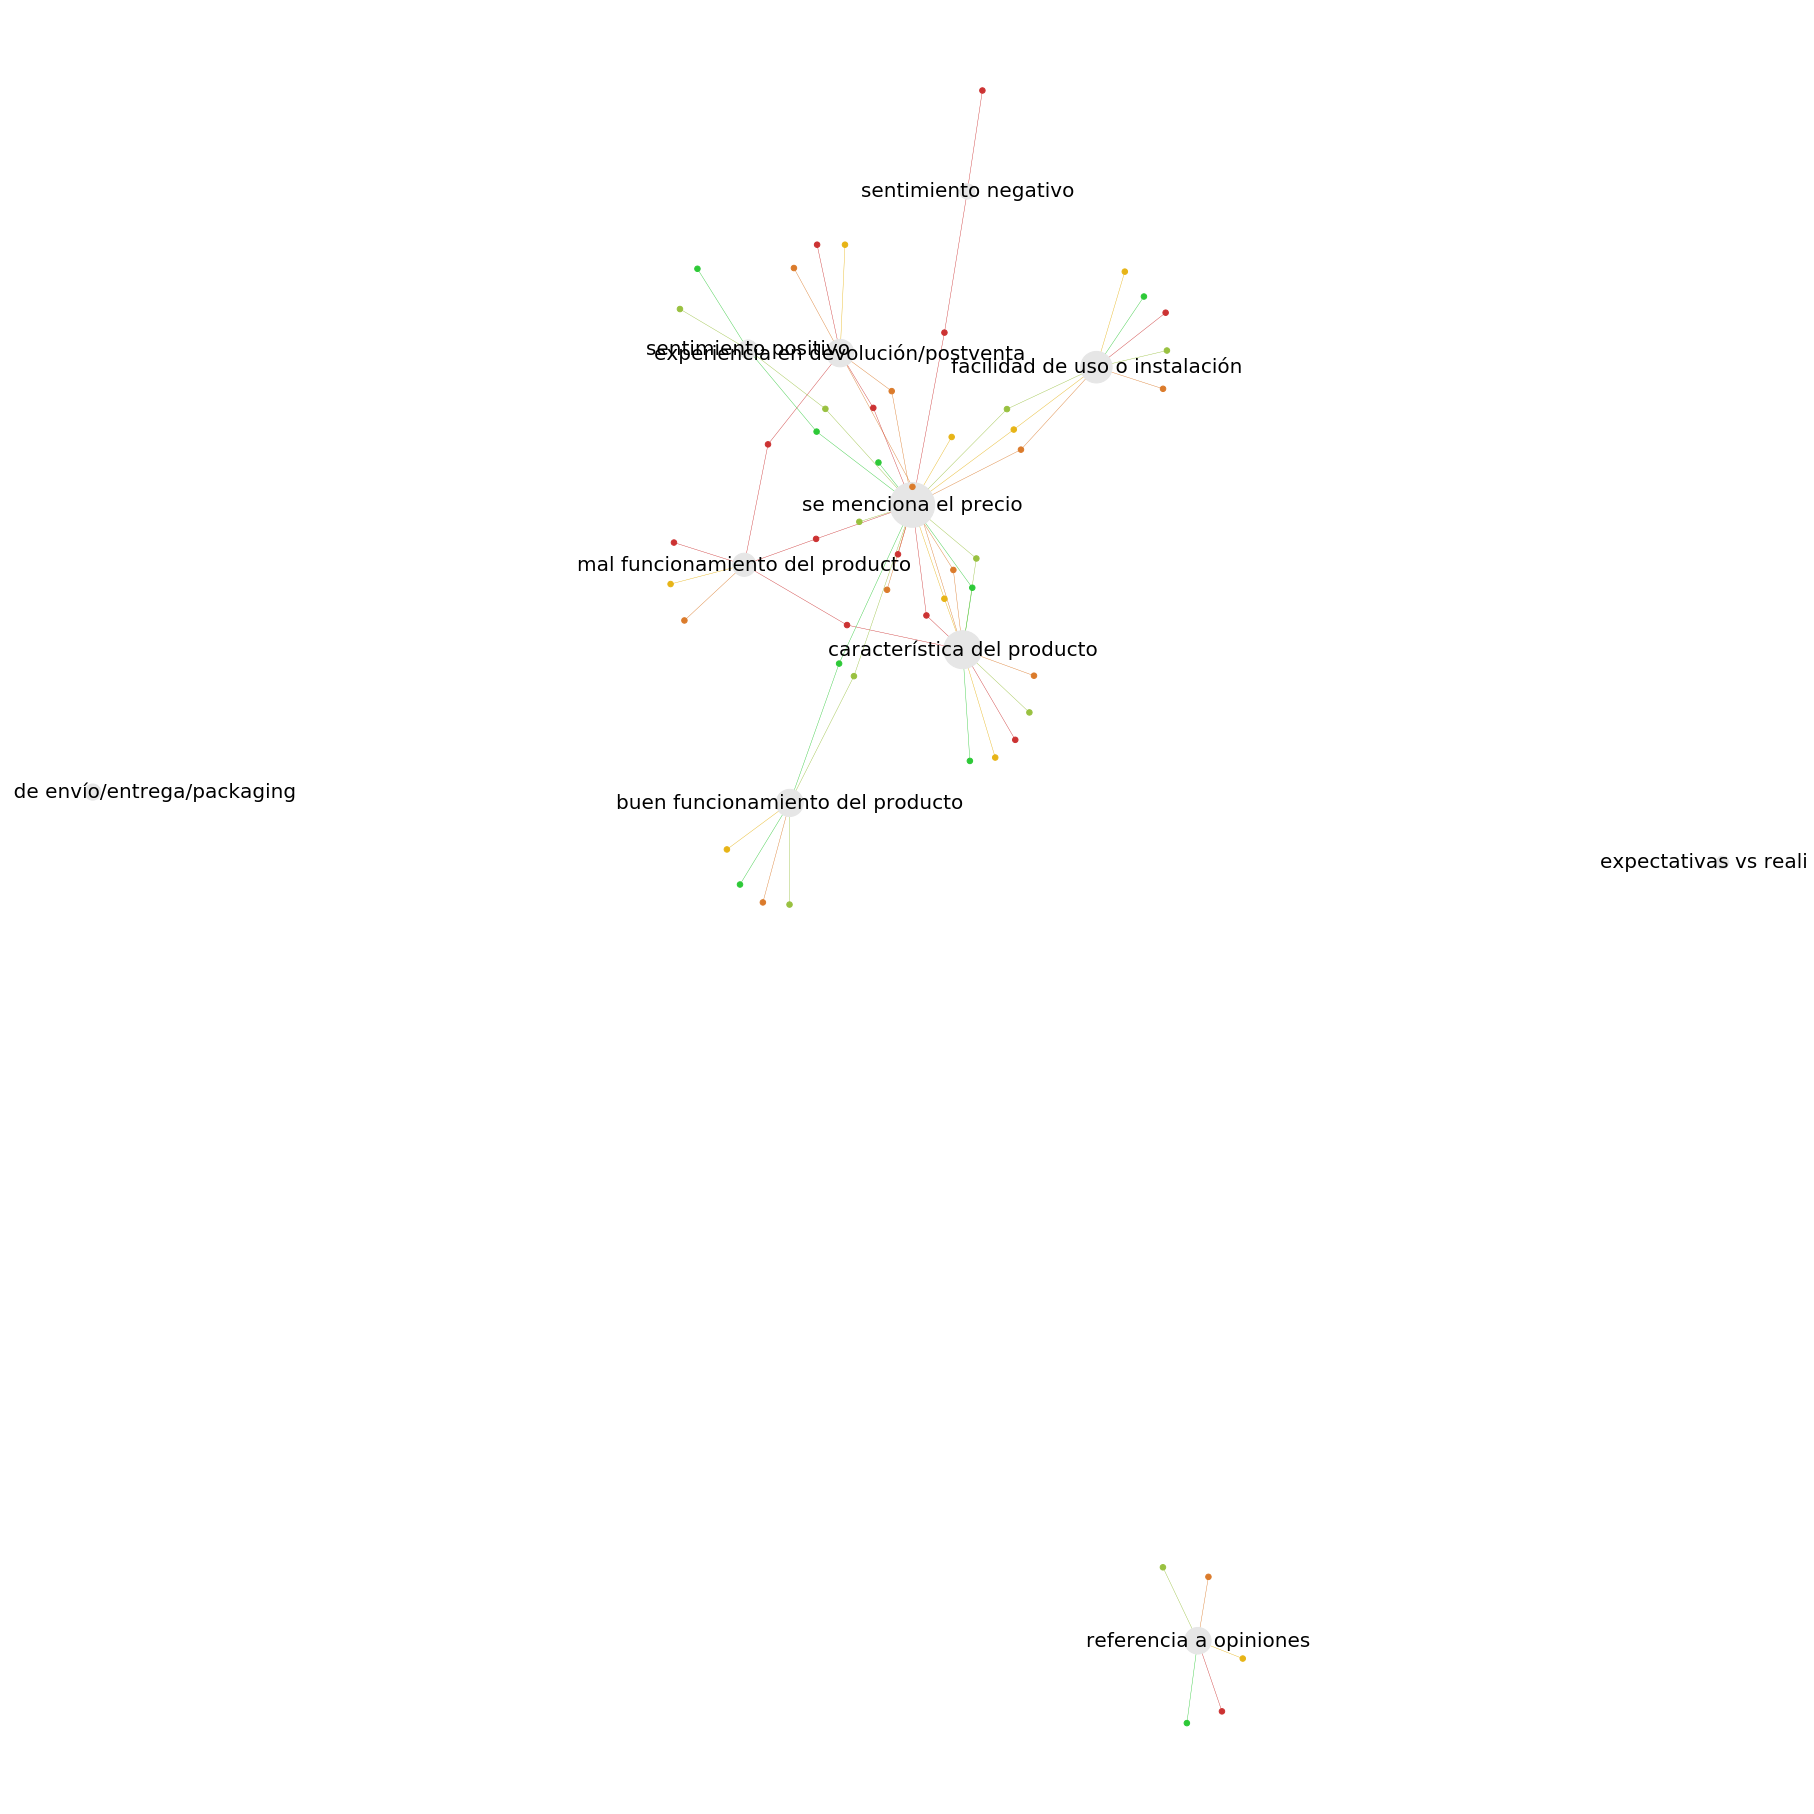 sentimiento negativo
sentimiento positivo
experiencia en devolución/postventa
facilidad de uso o instalación
se menciona el precio
mal funcionamiento del producto
característica del producto
de envío/entrega/packaging
buen funcionamiento del producto
expectativas vs reali
referencia a opiniones